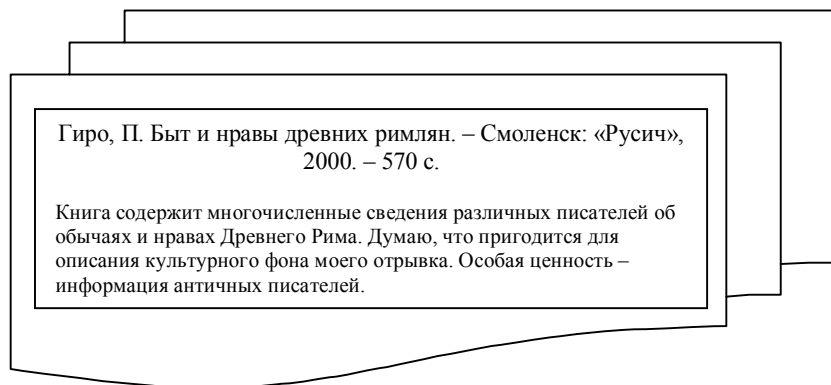 Гиро, П. Быт и нравы древних римлян. – Смоленск: «Русич»,
2000. – 570 с.
Книга содержит многочисленные сведения различных писателей об
обычаях и нравах Древнего Рима. Думаю, что пригодится для
описания культурного фона моего отрывка. Особая ценность –
информация античных писателей.